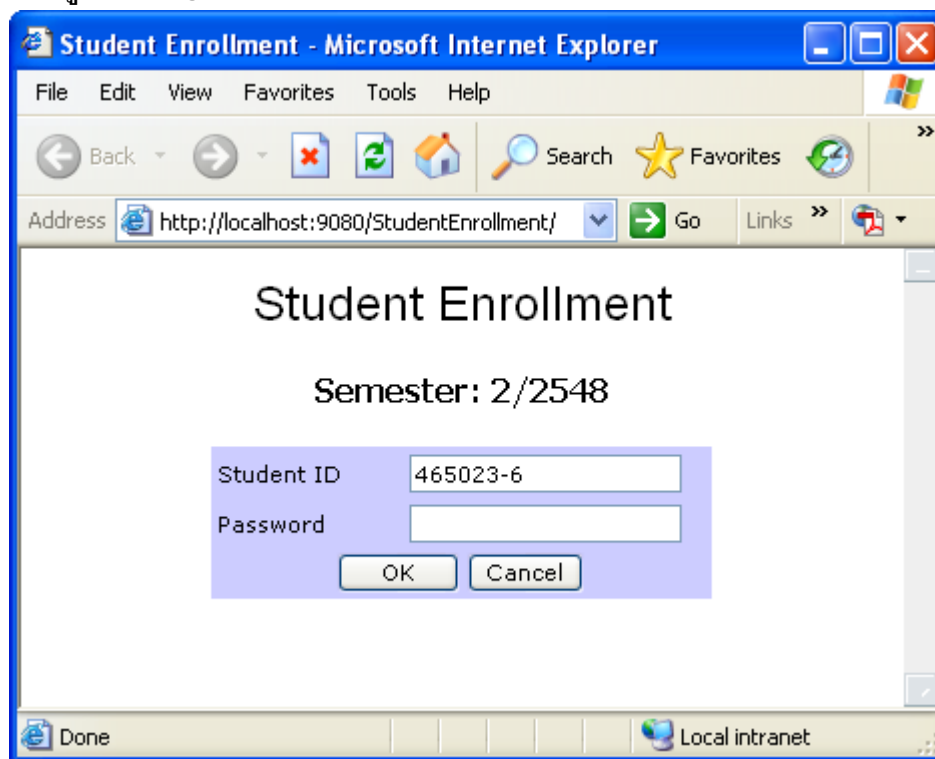 Student Enrollment - Microsoft Internet Explorer
File Edit View Favorites Tools Help
Back Search Favorites »
Address http://localhost:9080/StudentEnrollment/ Go Links »
Student Enrollment
Semester: 2/2548
Student ID 465023-6
Password
OK Cancel
Done Local intranet